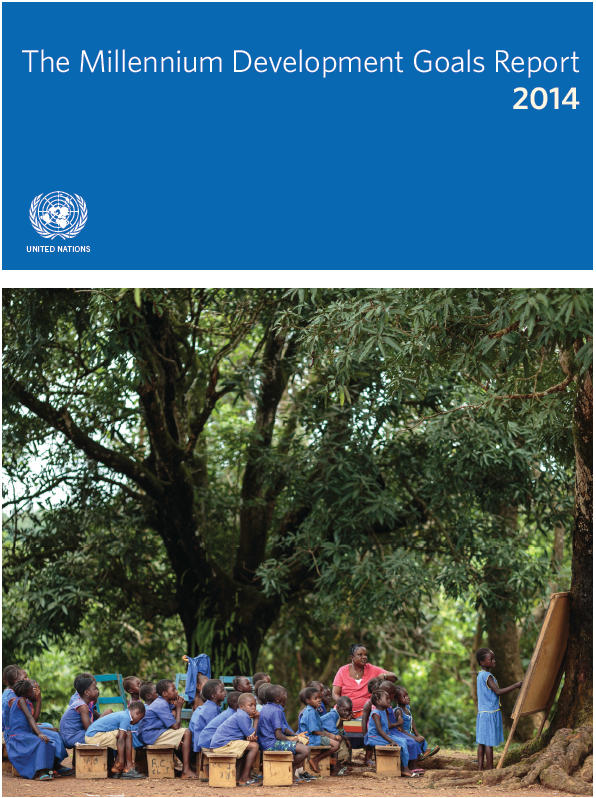 The Millennium Development Goals Report
2014
UNITED NATIONS